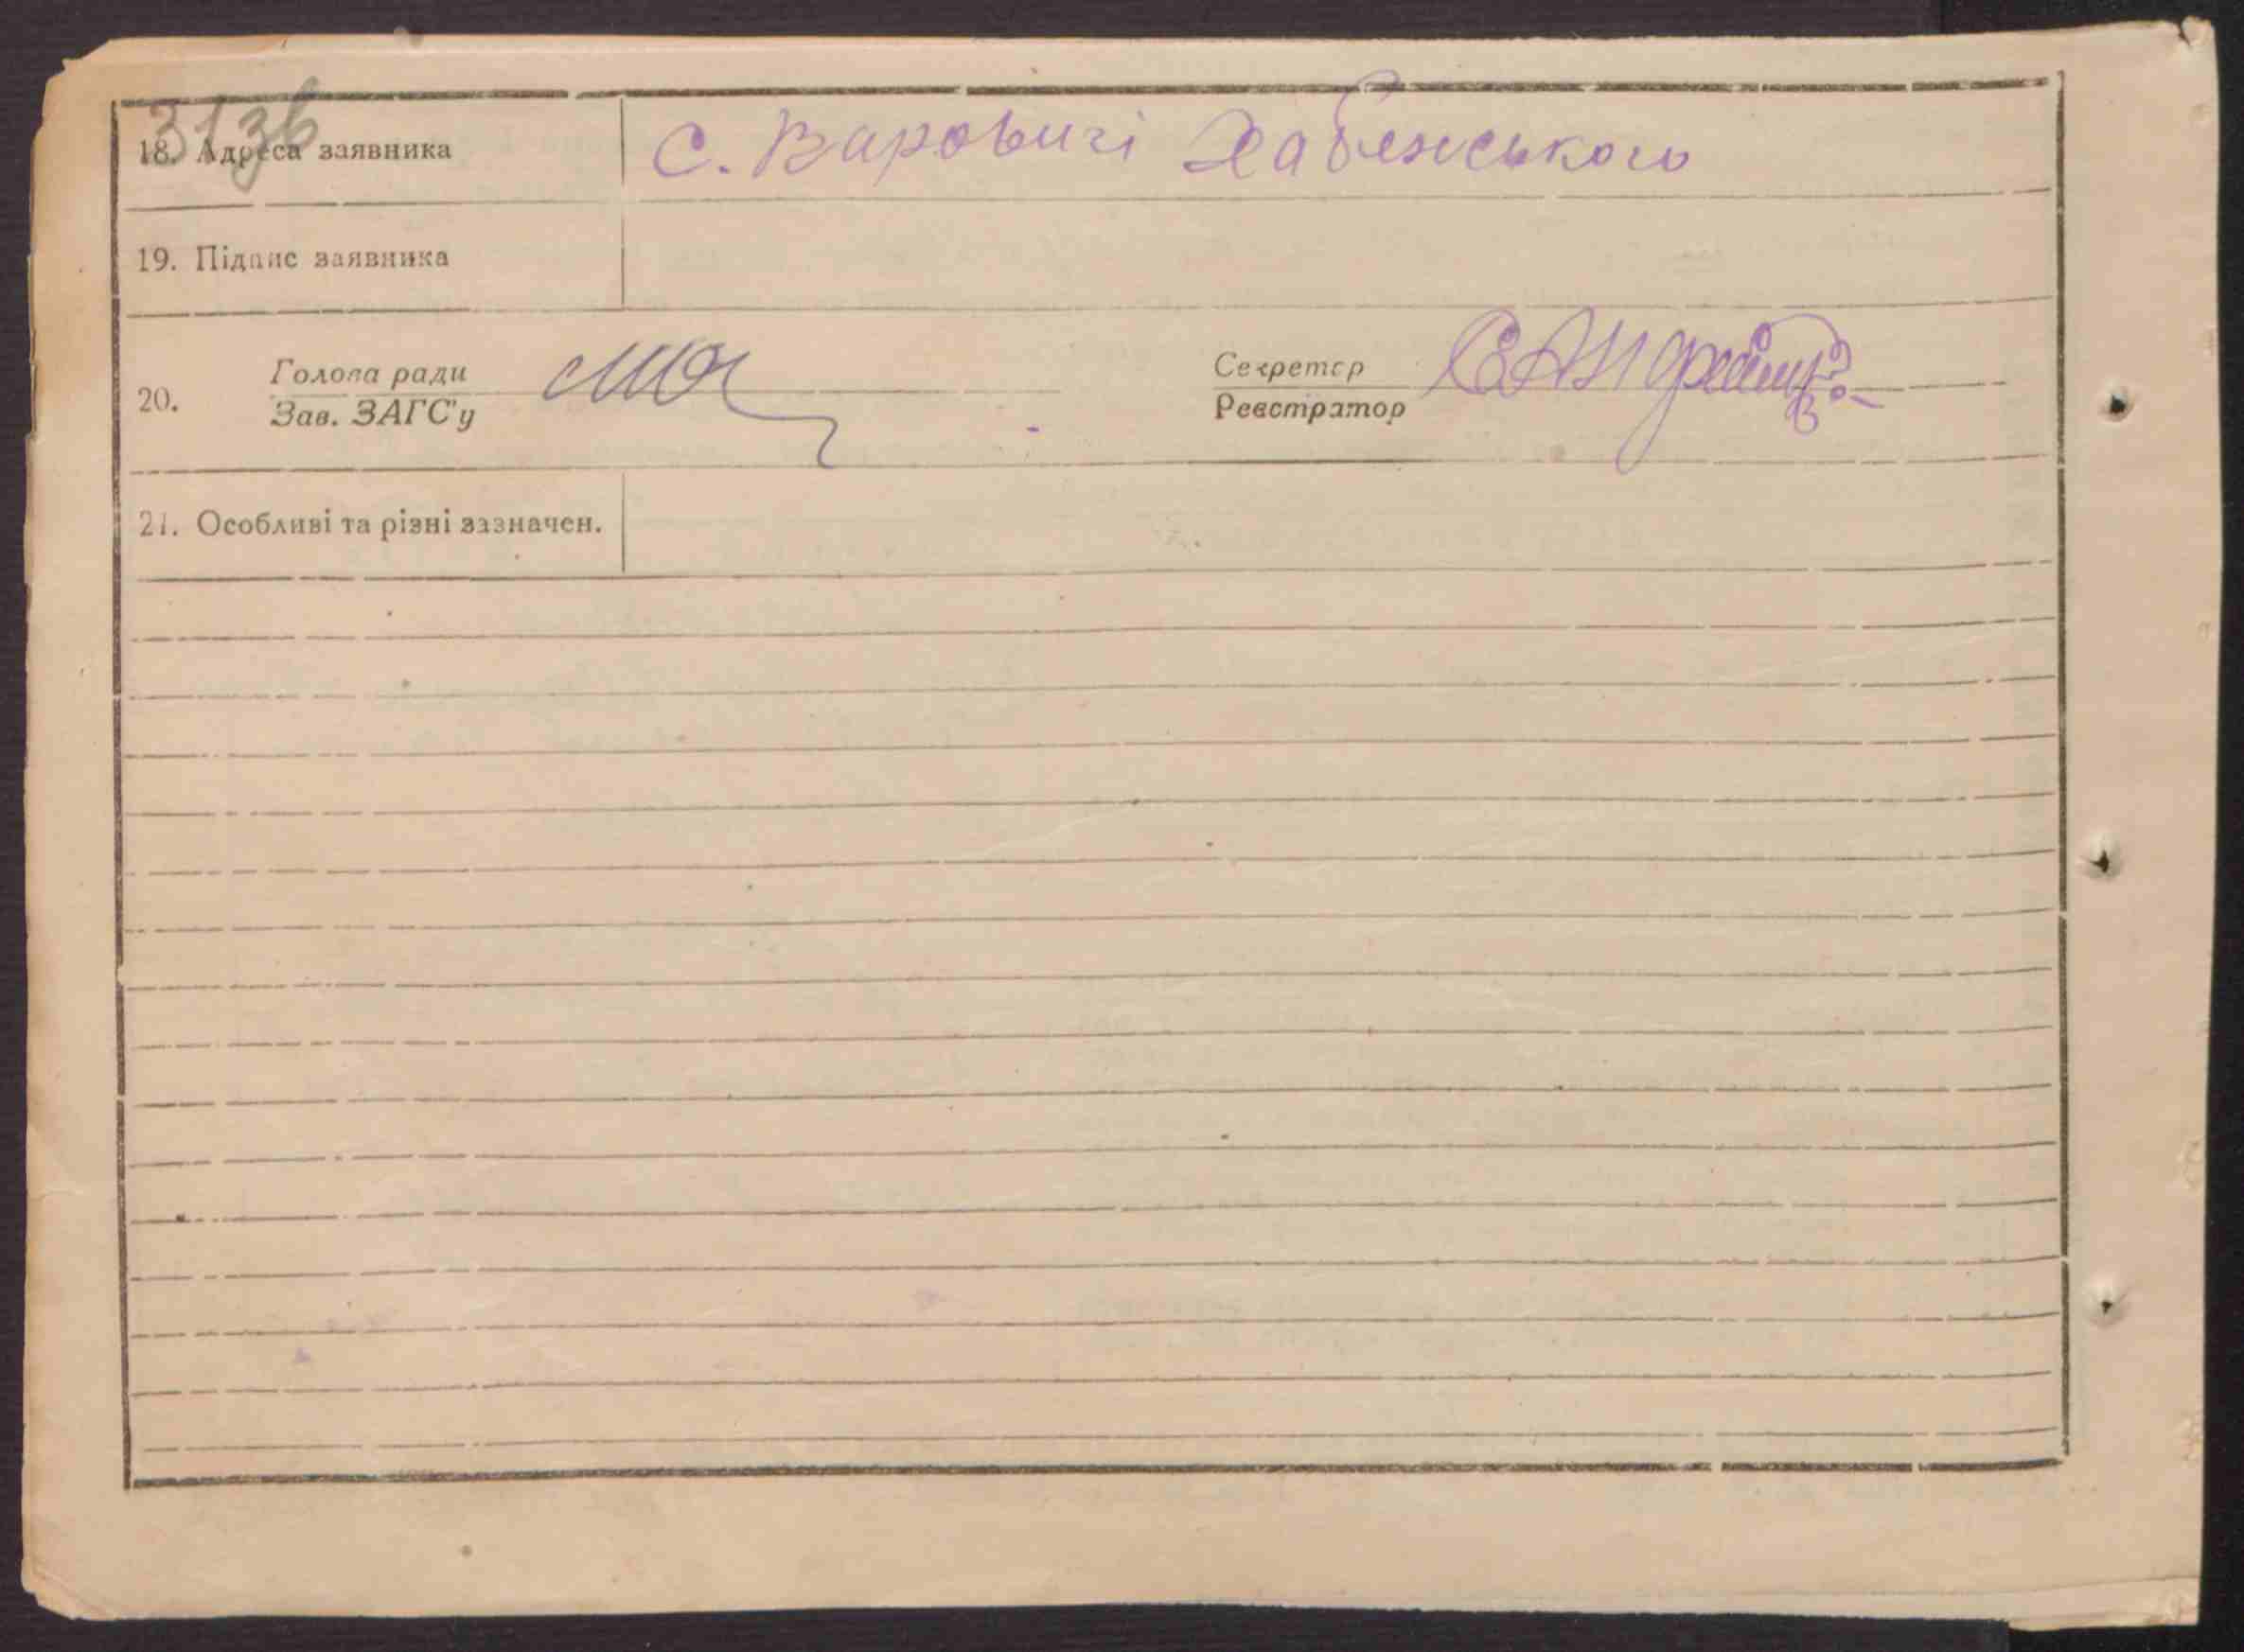 313б
18. Адреса заявника с. Варовичі Хабенського
19. Підпис заявника
20. Голова ради Секретар
Зав. ЗАГС'у Реєстратор
21. Особливі та різні зазначен.